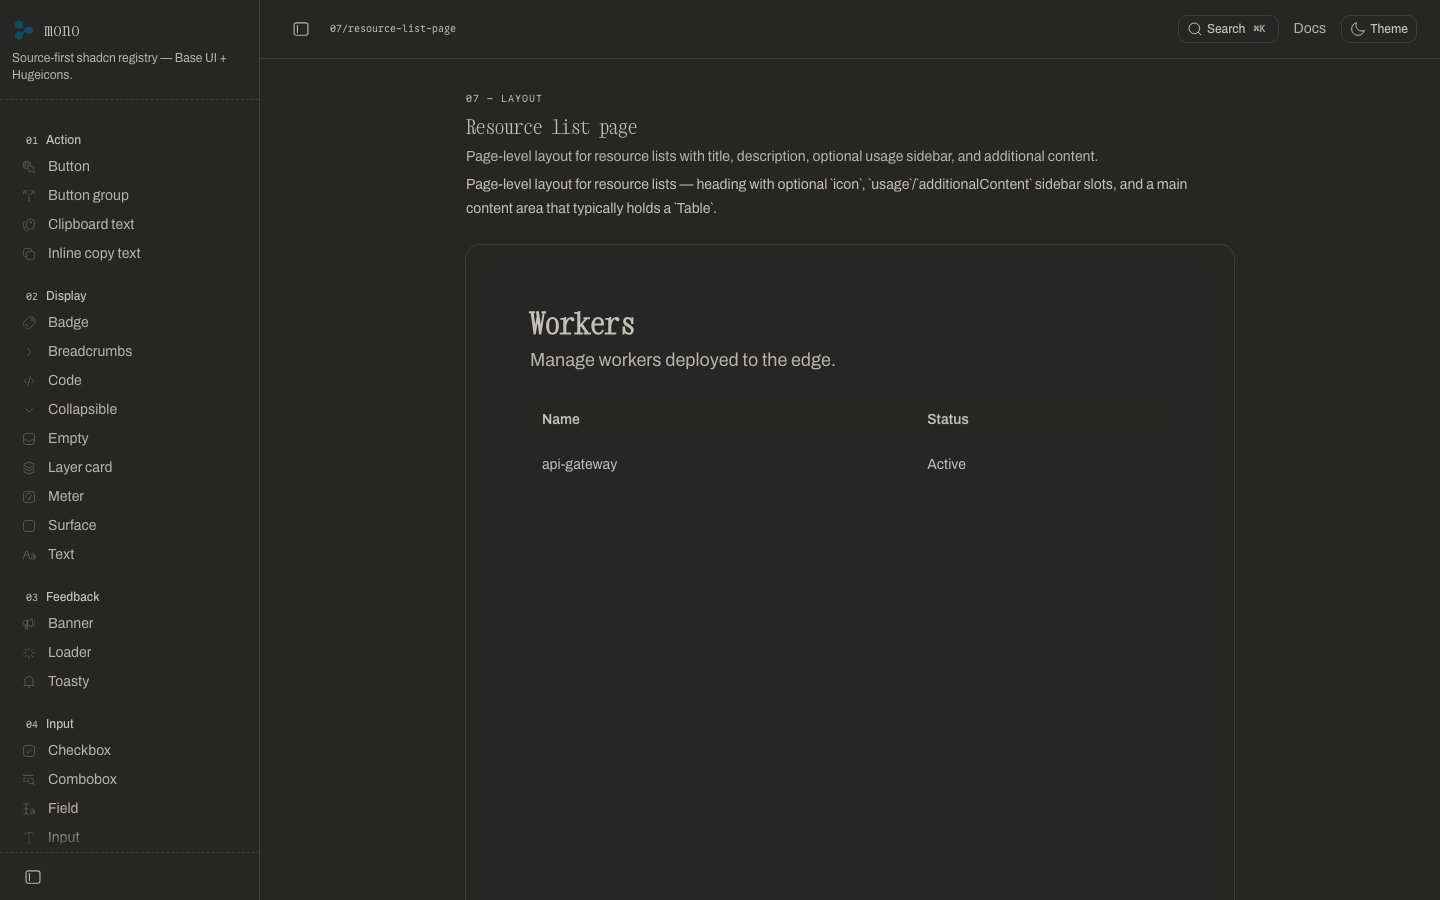 mono
Source-first shadcn registry — Base UI +
Hugeicons.
01 Action
Button
Button group
Clipboard text
Inline copy text
02 Display
Badge
Breadcrumbs
Code
Collapsible
Empty
Layer card
Meter
Surface
Text
03 Feedback
Banner
Loader
Toasty
04 Input
Checkbox
Combobox
Field
Input
07/resource-list-page
Search ⌘K
Docs
Theme
07 — LAYOUT
Resource list page
Page-level layout for resource lists with title, description, optional usage sidebar, and additional content.
Page-level layout for resource lists — heading with optional `icon`, `usage`/`additionalContent` sidebar slots, and a main
content area that typically holds a `Table`.
Workers
Manage workers deployed to the edge.
Name Status
api-gateway Active